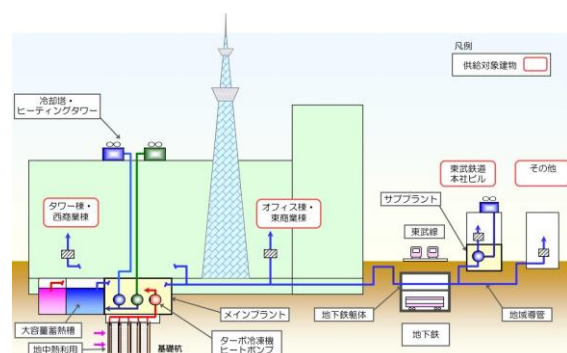 凡例
供給対象建物
冷却塔・
ヒーティングタワー
タワー棟・
西商業棟
オフィス棟・
東商業棟
東武鉄道
本社ビル
その他
サブプラント
東武線
メインプラント
地下鉄躯体
地域導管
大容量蓄熱槽
ターボ冷凍機
ヒートポンプ
地下鉄
地中熱利用
基礎杭